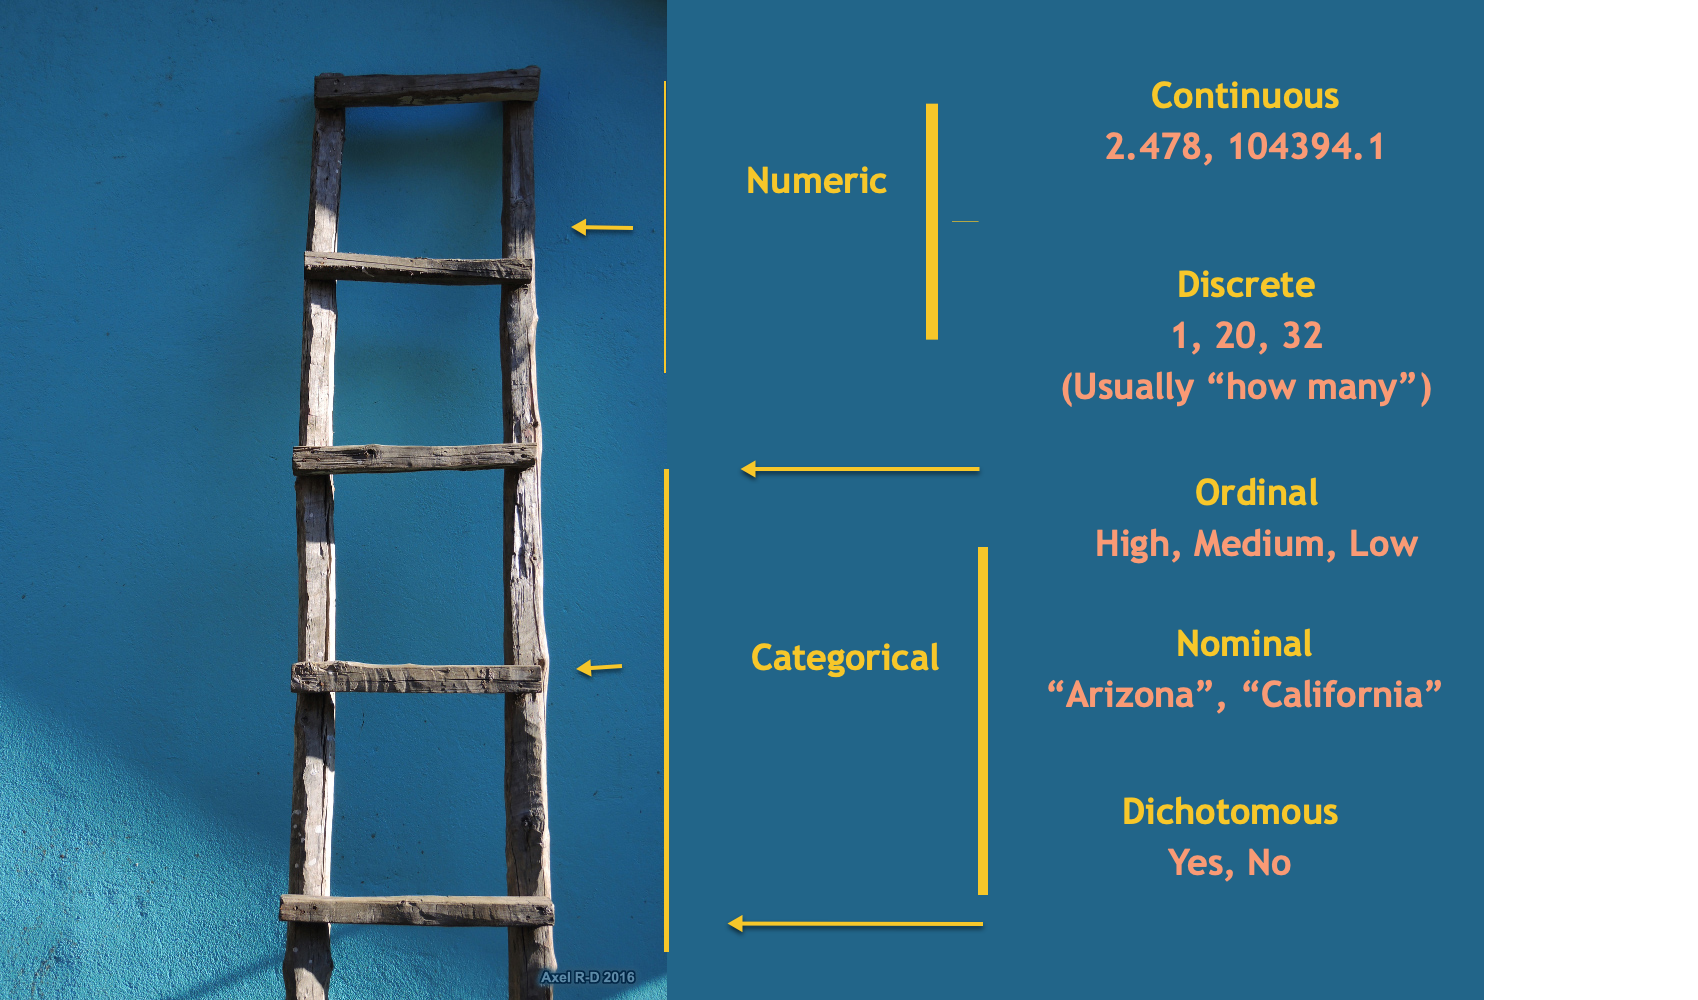 Continuous
2.478, 104394.1
Numeric
Discrete
1, 20, 32
(Usually “how many”)
Ordinal
High, Medium, Low
Nominal
Categorical
“Arizona”, “California”
Dichotomous
Yes, No
Axel R-D 2016